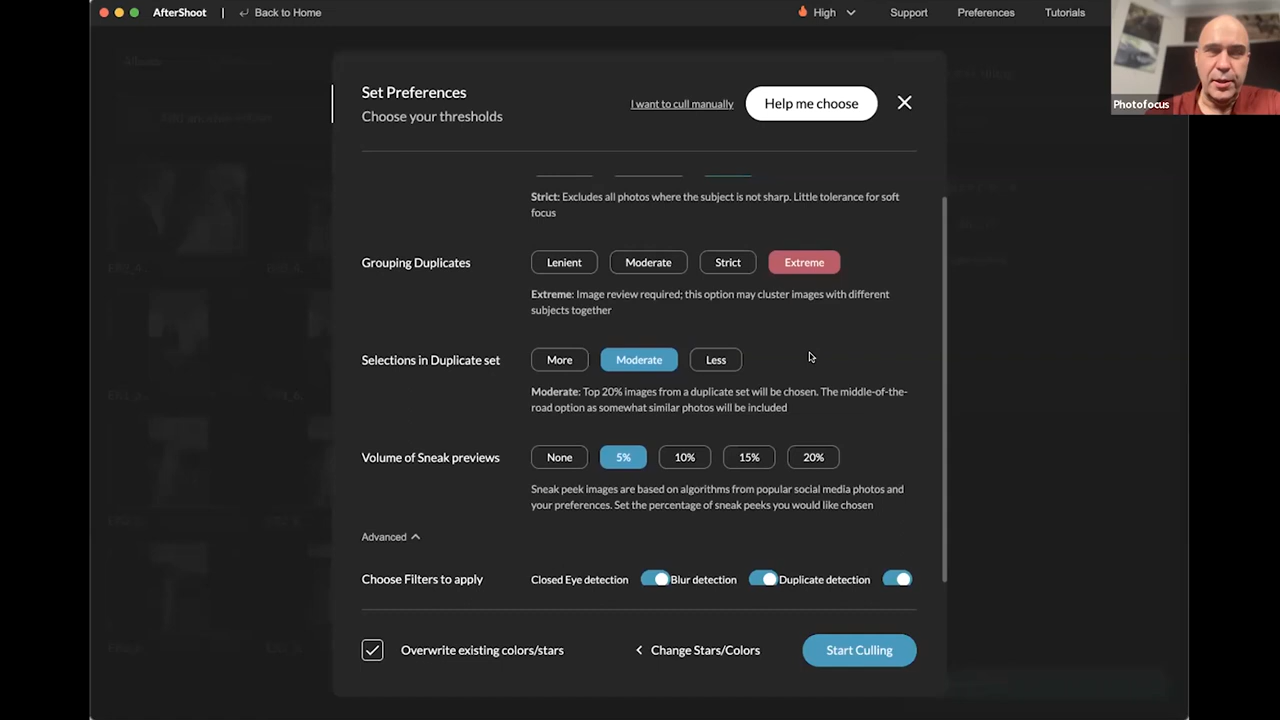 AfterShoot | Back to Home High Support Preferences Tutorials
Photofocus
Set Preferences
Choose your thresholds
I want to cull manually
Help me choose
Strict: Excludes all photos where the subject is not sharp. Little tolerance for soft
focus
Grouping Duplicates Lenient Moderate Strict Extreme
Extreme: Image review required; this option may cluster images with different
subjects together
Selections in Duplicate set More Moderate Less
Moderate: Top 20% images from a duplicate set will be chosen. The middle-of-the-
road option as somewhat similar photos will be included
Volume of Sneak previews None 5% 10% 15% 20%
Sneak peek images are based on algorithms from popular social media photos and
your preferences. Set the percentage of sneak peeks you would like chosen
Advanced
Choose Filters to apply Closed Eye detection Blur detection Duplicate detection
Overwrite existing colors/stars Change Stars/Colors Start Culling